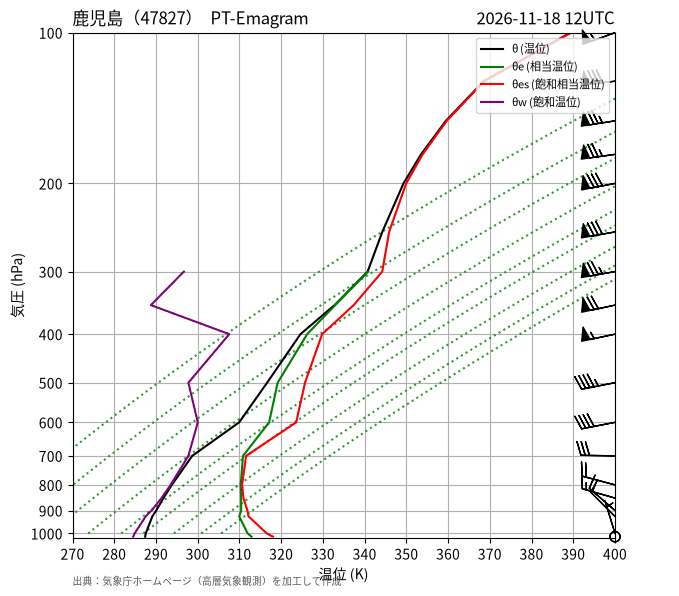 鹿児島（47827） PT-Emagram
2026-11-18 12UTC
θ (温位)
θe (相当温位)
θes (飽和相当温位)
θw (飽和温位)
気圧 (hPa)
100
200
300
400
500
600
700
800
900
1000
270 280 290 300 310 320 330 340 350 360 370 380 390 400
温位 (K)
出典：気象庁ホームページ（高層気象観測）を加工して作成